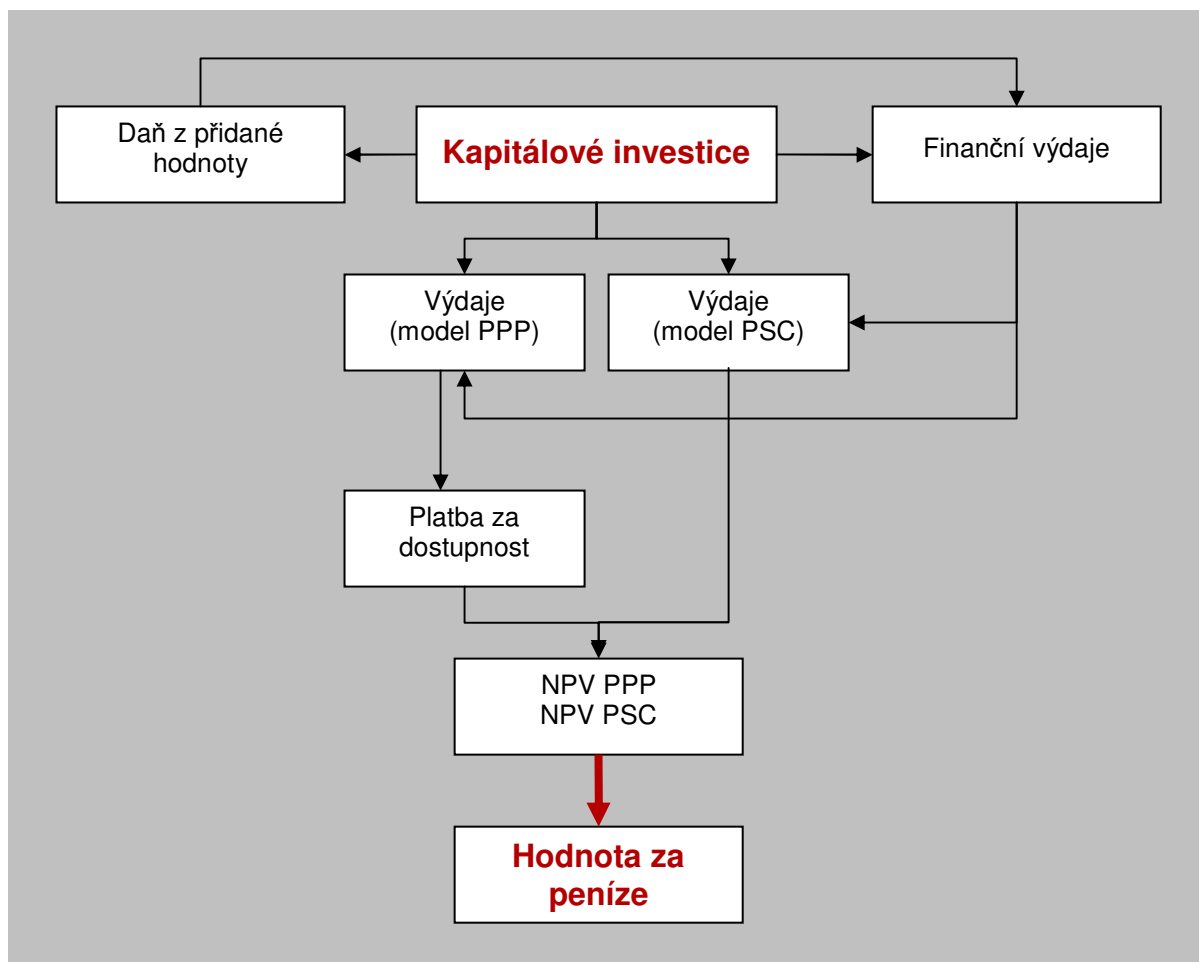 Daň z přidané
hodnoty
Kapitálové investice
Finanční výdaje
Výdaje
(model PPP)
Výdaje
(model PSC)
Platba za
dostupnost
NPV PPP
NPV PSC
Hodnota za
peníze